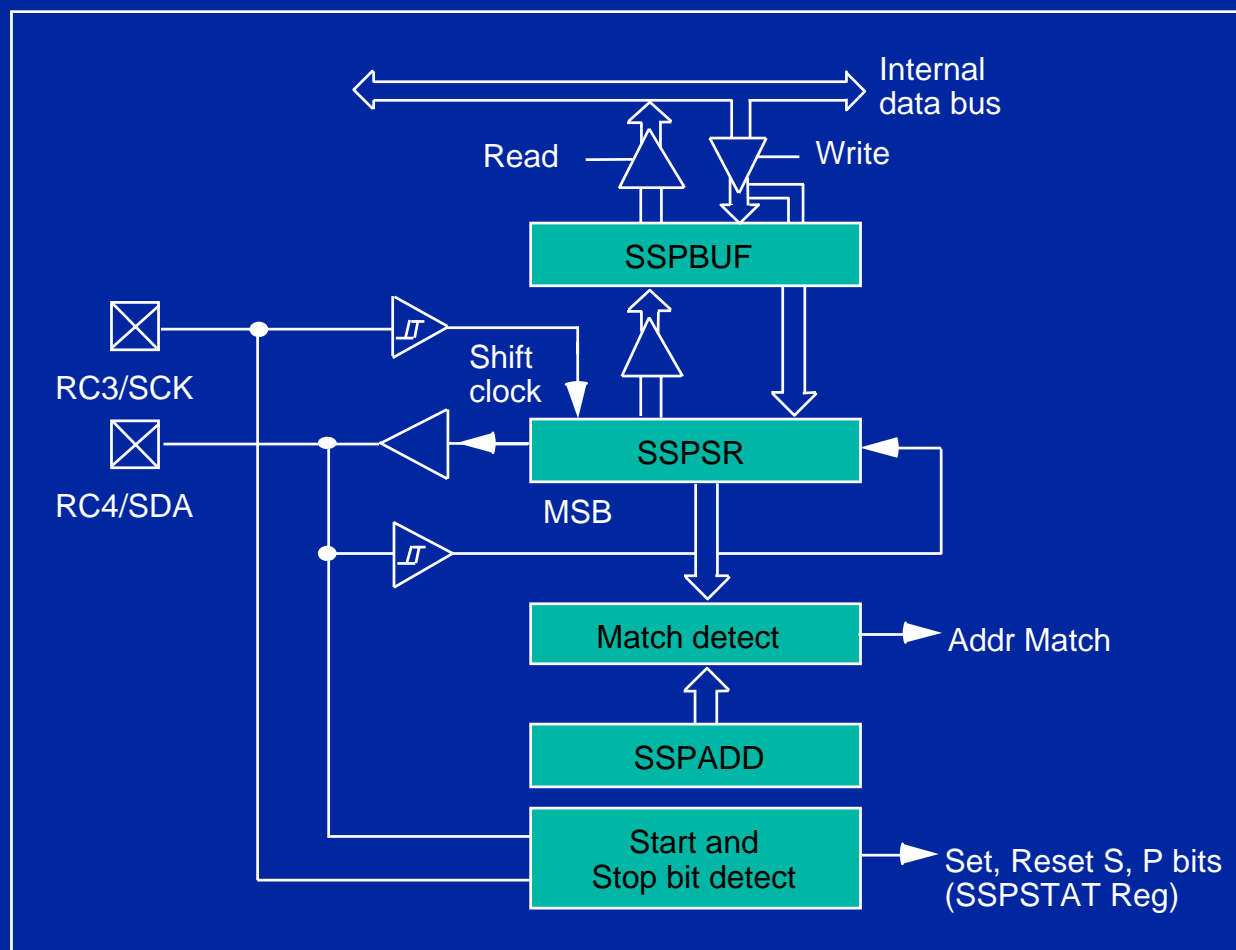 Internal
data bus
Read
Write
SSPBUF
Shift
clock
RC3/SCK
SSPSR
RC4/SDA
MSB
Match detect
Addr Match
SSPADD
Start and
Stop bit detect
Set, Reset S, P bits
(SSPSTAT Reg)